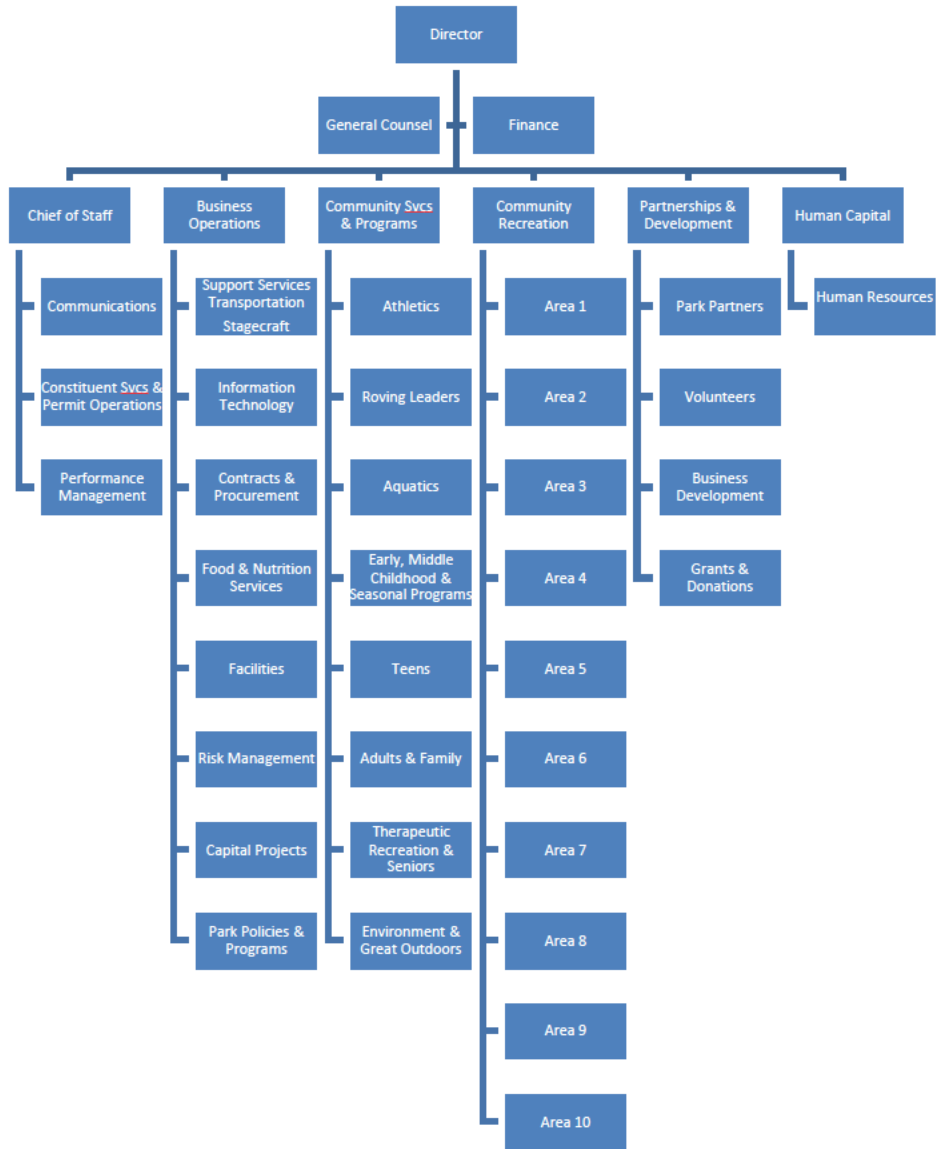 Director
General Counsel
Finance
Chief of Staff
Business
Operations
Community Svcs
& Programs
Community
Recreation
Partnerships &
Development
Human Capital
Communications
Constituent Svcs &
Permit Operations
Performance
Management
Support Services
Transportation
Stagecraft
Information
Technology
Contracts &
Procurement
Food & Nutrition
Services
Facilities
Risk Management
Capital Projects
Park Policies &
Programs
Athletics
Roving Leaders
Aquatics
Early, Middle
Childhood &
Seasonal Programs
Teens
Adults & Family
Therapeutic
Recreation &
Seniors
Environment &
Great Outdoors
Area 1
Area 2
Area 3
Area 4
Area 5
Area 6
Area 7
Area 8
Area 9
Area 10
Park Partners
Volunteers
Business
Development
Grants &
Donations
Human Resources